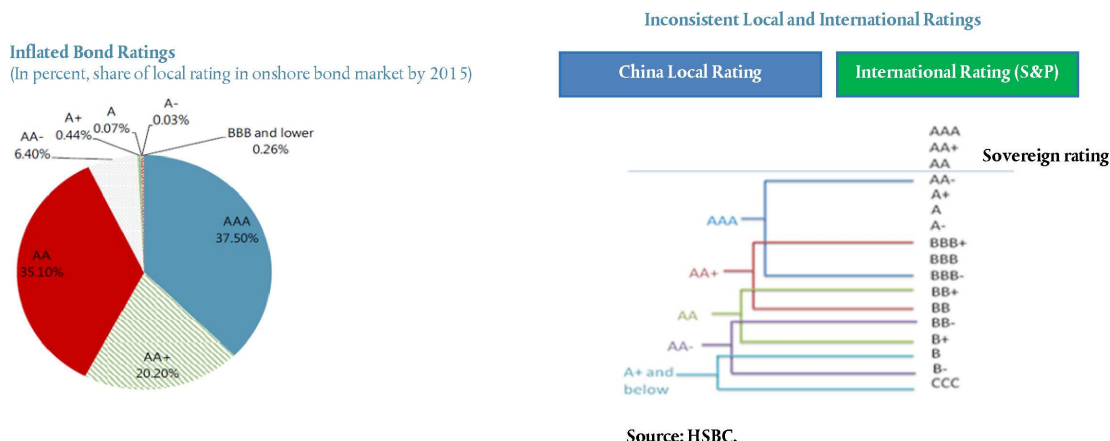 Inflated Bond Ratings
(In percent, share of local rating in onshore bond market by 2015)
A-
0.03%
A
0.07%
A+
0.44%
AA-
6.40%
BBB and lower
0.26%
AAA
37.50%
AA
35.10%
AA+
20.20%
Inconsistent Local and International Ratings
China Local Rating
International Rating (S&P)
AAA
AA+
AA
Sovereign rating
AA-
A+
A
A-
BBB+
BBB
BBB-
BB+
BB
BB-
B+
B
B-
CCC
AAA
AA+
AA
AA-
A+ and
below
Source: HSBC.